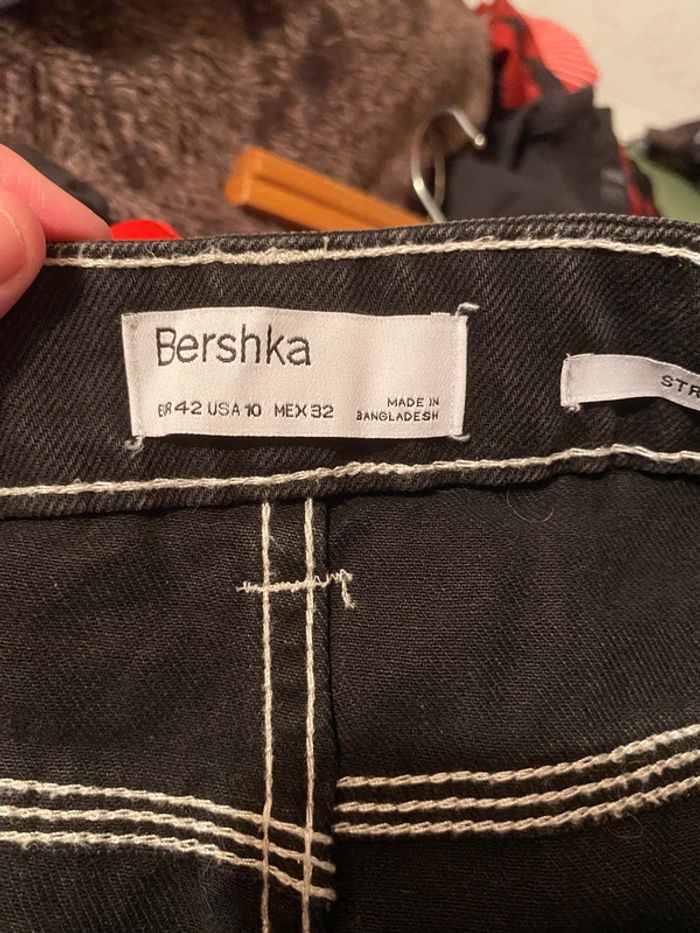 Bershka
EUR 42 USA 10 MEX 32
MADE IN
BANGLADESH
STR